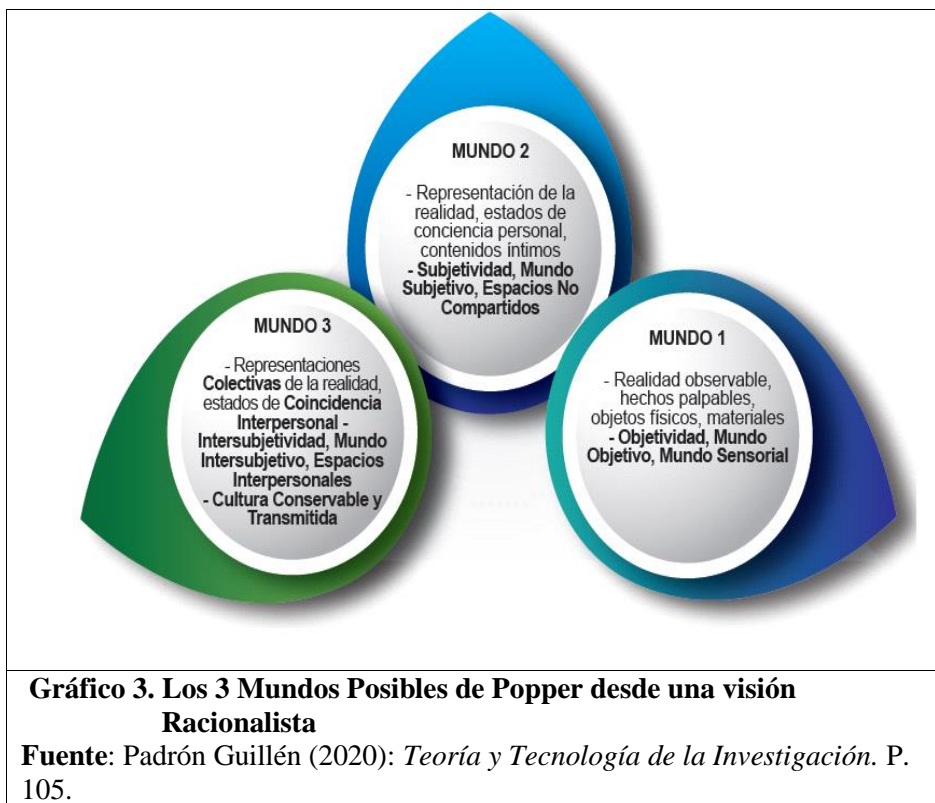 MUNDO 2
- Representación de la
realidad, estados de
conciencia personal,
contenidos íntimos
- Subjetividad, Mundo
Subjetivo, Espacios No
Compartidos
MUNDO 3
- Representaciones
Colectivas de la realidad,
estados de Coincidencia
Interpersonal -
Intersubjetividad, Mundo
Intersubjetivo, Espacios
Interpersonales
- Cultura Conservable y
Transmitida
MUNDO 1
- Realidad observable,
hechos palpables,
objetos físicos, materiales
- Objetividad, Mundo
Objetivo, Mundo Sensorial
Gráfico 3. Los 3 Mundos Posibles de Popper desde una visión
Racionalista
Fuente: Padrón Guillén (2020): Teoría y Tecnología de la Investigación. P.
105.